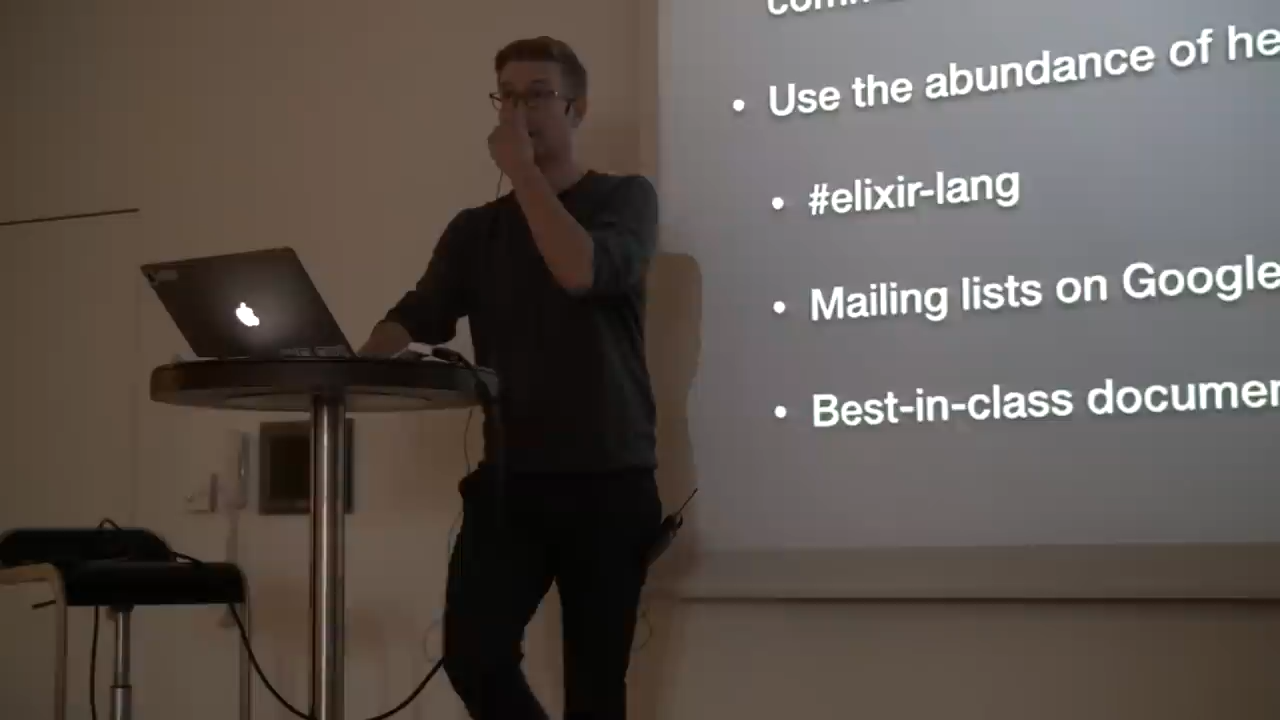 • Use the abundance of he
• #elixir-lang
• Mailing lists on Google
• Best-in-class documen